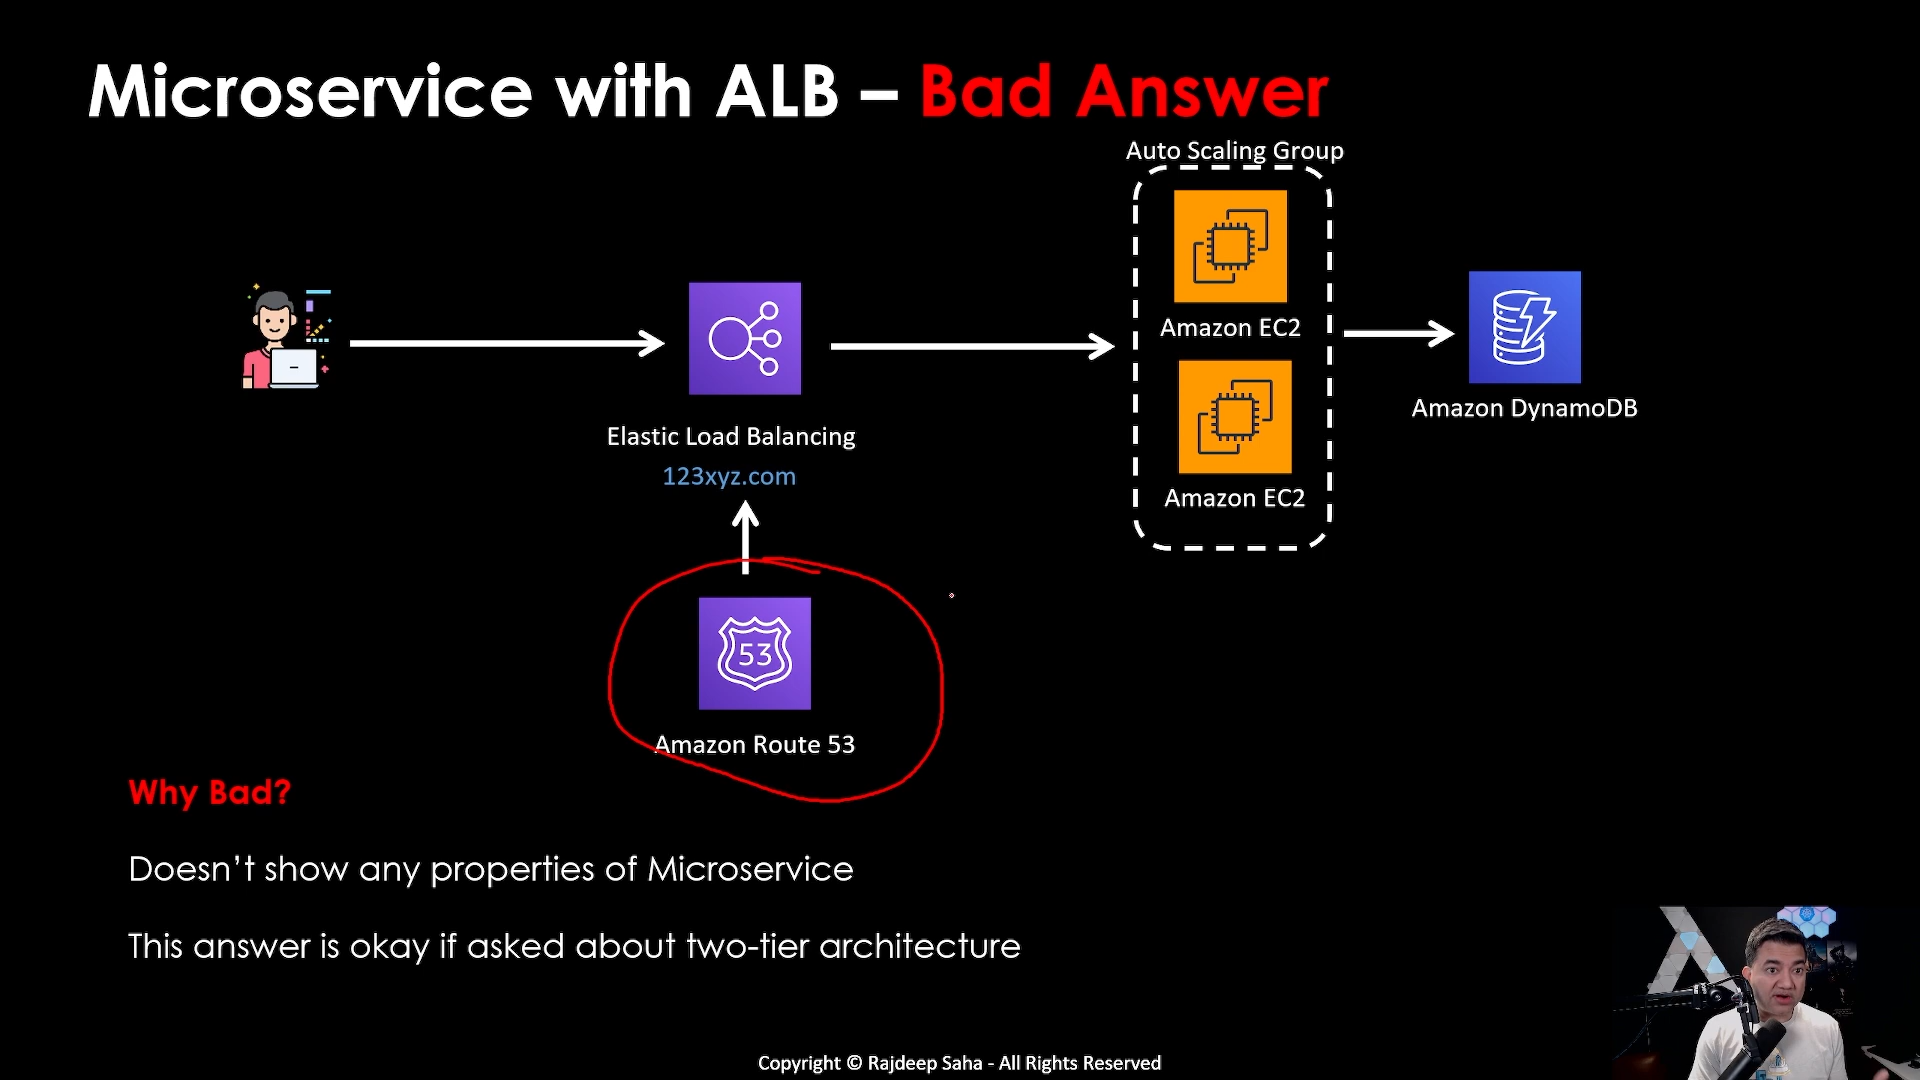 Microservice with ALB – Bad Answer
Auto Scaling Group
Amazon EC2
Amazon EC2
Amazon DynamoDB
Elastic Load Balancing
123xyz.com
53
Amazon Route 53
Why Bad?
Doesn’t show any properties of Microservice
This answer is okay if asked about two-tier architecture
Copyright © Rajdeep Saha - All Rights Reserved